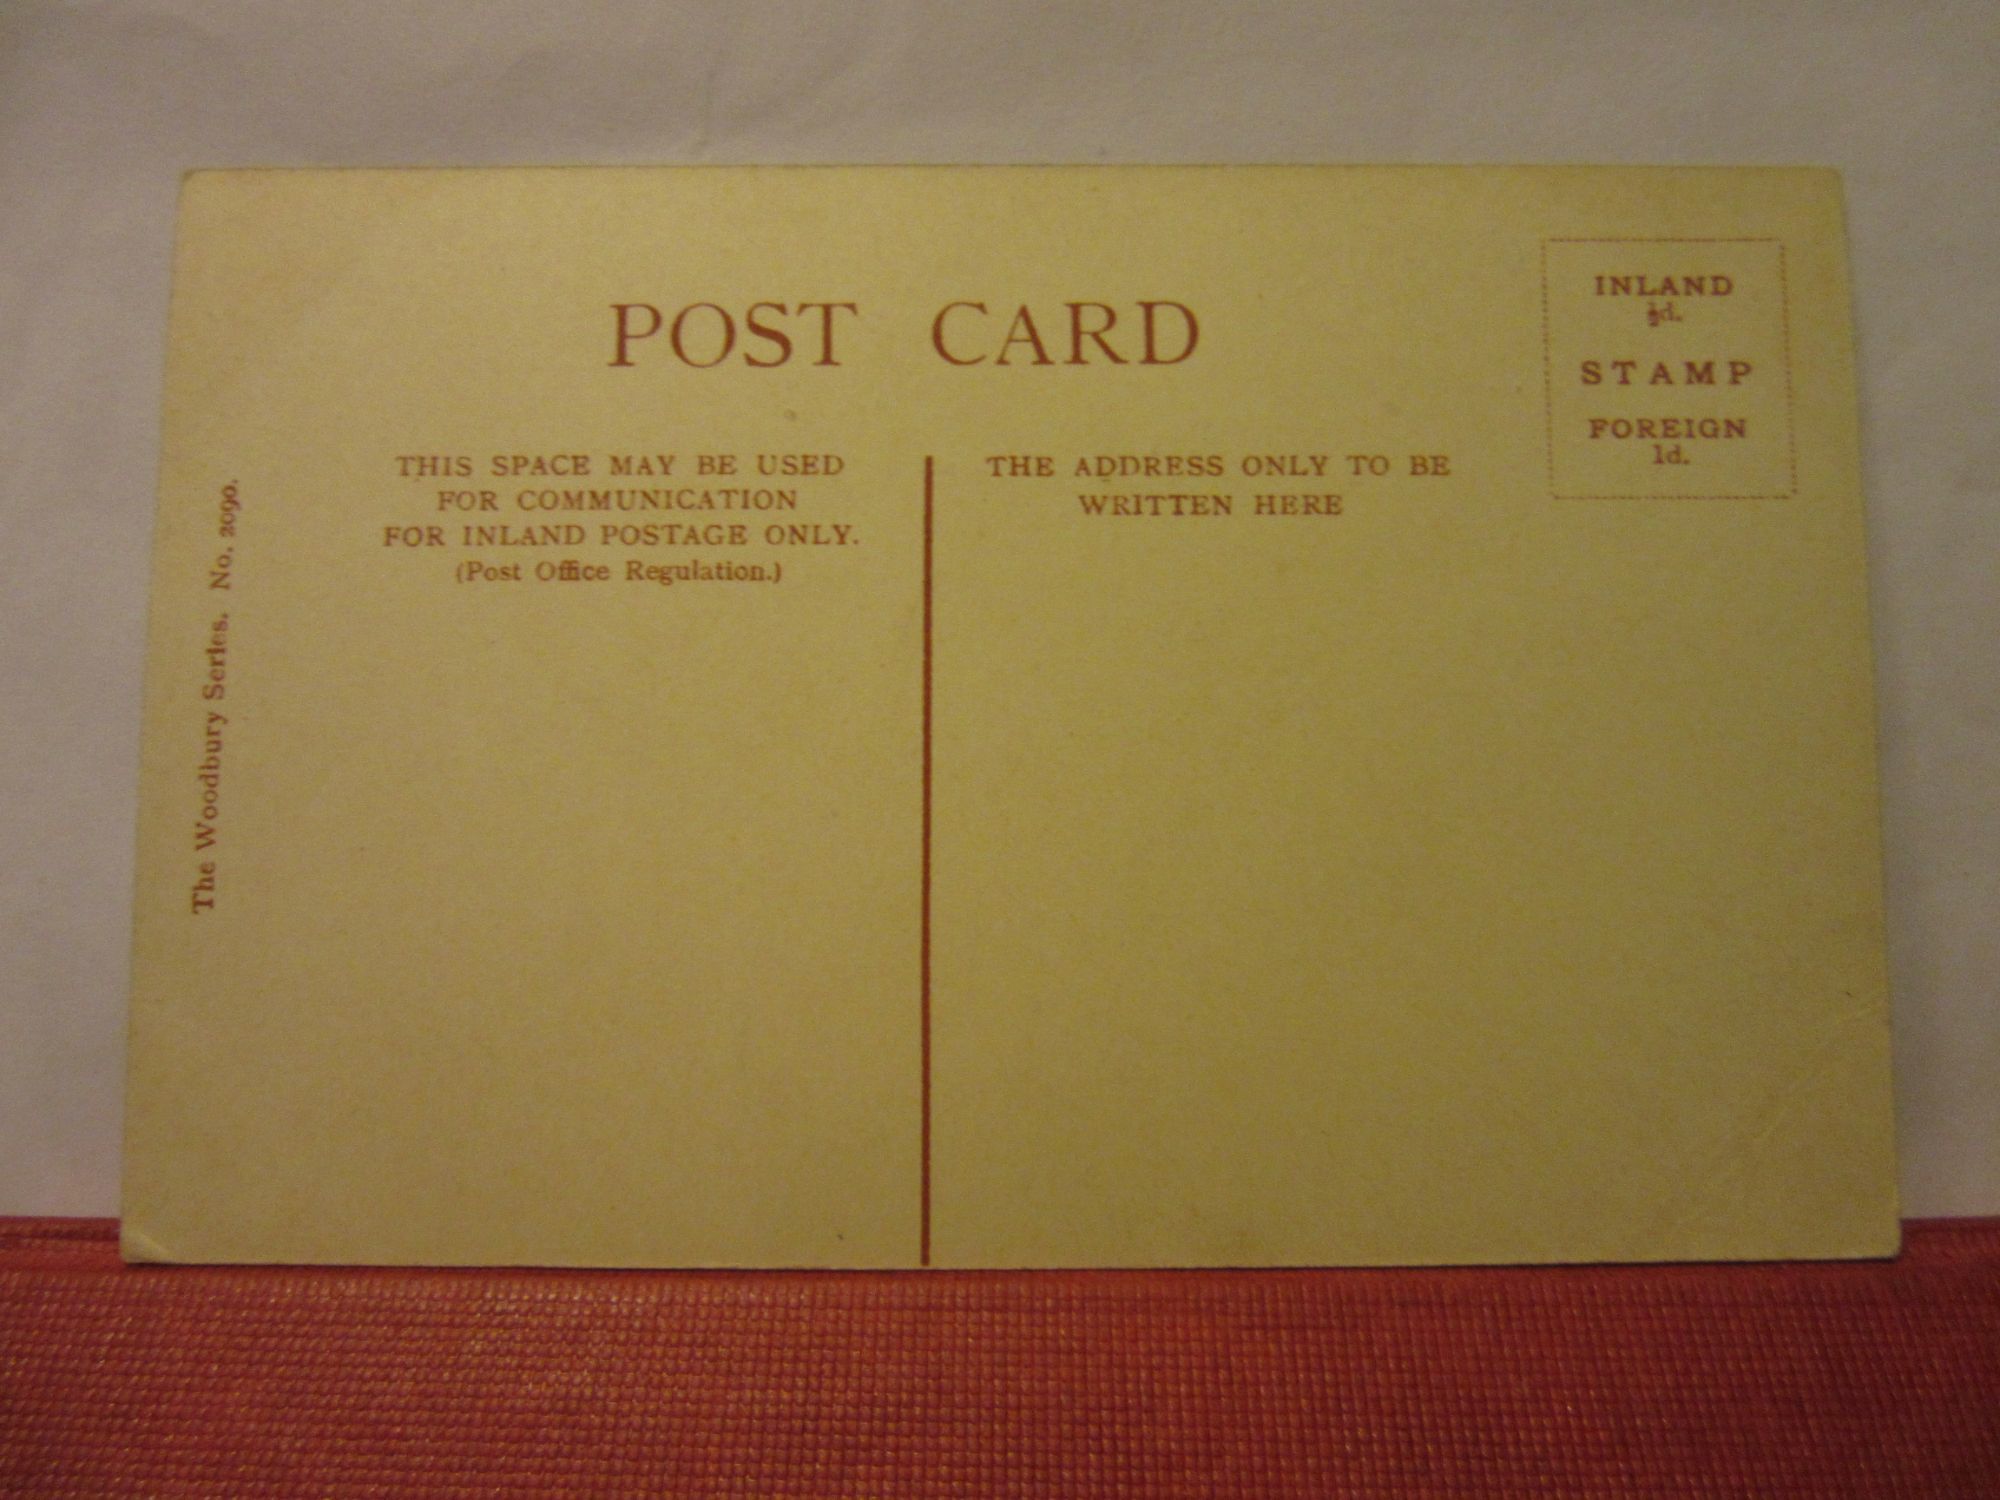 POST CARD
INLAND
½d.
STAMP
FOREIGN
1d.
THIS SPACE MAY BE USED
FOR COMMUNICATION
FOR INLAND POSTAGE ONLY.
(Post Office Regulation.)
THE ADDRESS ONLY TO BE
WRITTEN HERE
The Woodbury Series. No. 2090.